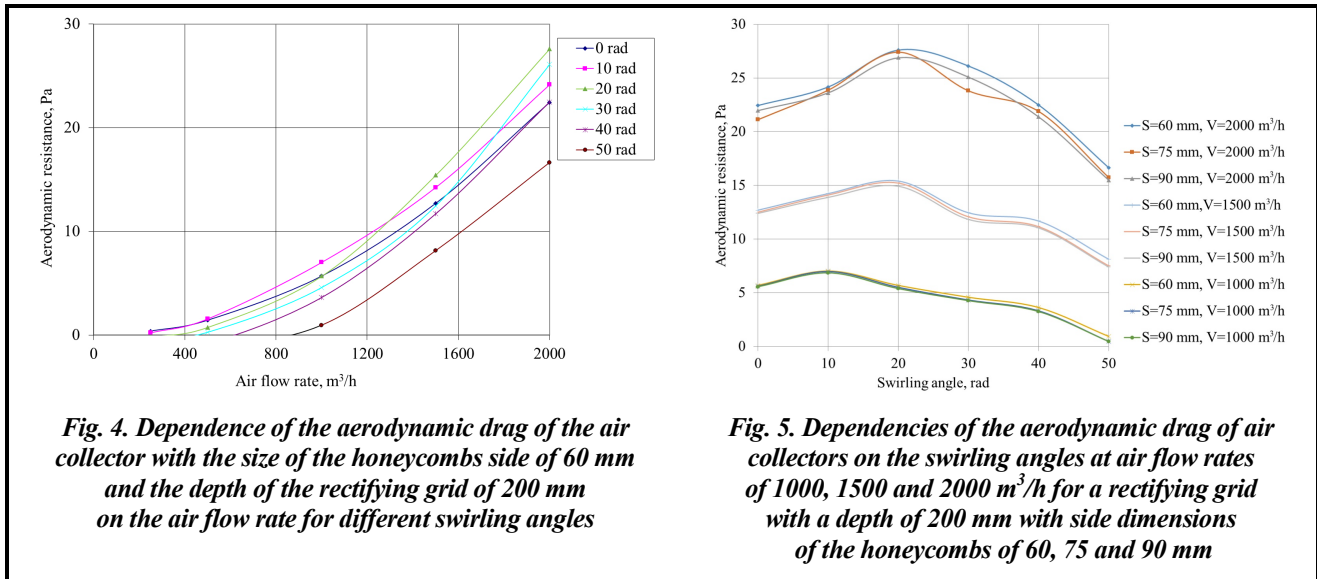 30
20
10
0
Aerodynamic resistance, Pa
0
400
800
1200
1600
2000
Air flow rate, m³/h
0 rad
10 rad
20 rad
30 rad
40 rad
50 rad
Fig. 4. Dependence of the aerodynamic drag of the air
collector with the size of the honeycombs side of 60 mm
and the depth of the rectifying grid of 200 mm
on the air flow rate for different swirling angles
30
25
20
15
10
5
0
Aerodynamic resistance, Pa
0
10
20
30
40
50
Swirling angle, rad
S=60 mm, V=2000 m³/h
S=75 mm, V=2000 m³/h
S=90 mm, V=2000 m³/h
S=60 mm,V=1500 m³/h
S=75 mm, V=1500 m³/h
S=90 mm, V=1500 m³/h
S=60 mm, V=1000 m³/h
S=75 mm, V=1000 m³/h
S=90 mm, V=1000 m³/h
Fig. 5. Dependencies of the aerodynamic drag of air
collectors on the swirling angles at air flow rates
of 1000, 1500 and 2000 m³/h for a rectifying grid
with a depth of 200 mm with side dimensions
of the honeycombs of 60, 75 and 90 mm